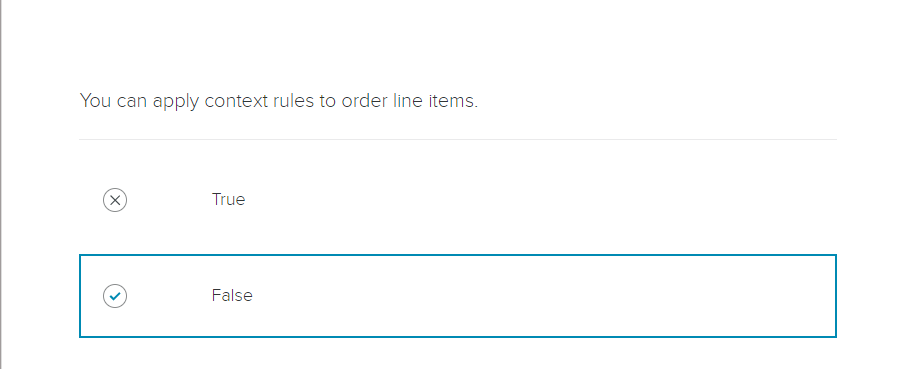 You can apply context rules to order line items.
True
False